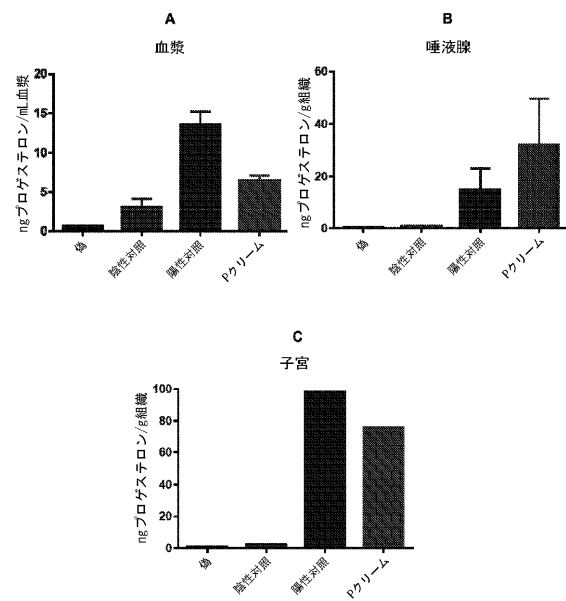 A
血漿
ngプロゲステロン/mL血漿
20
15
10
5
0
偽
陰性対照
陽性対照
Pクリーム
B
唾液腺
ngプロゲステロン/g組織
60
40
20
0
偽
陰性対照
陽性対照
Pクリーム
C
子宮
ngプロゲステロン/g組織
100
80
60
40
20
0
偽
陰性対照
陽性対照
Pクリーム